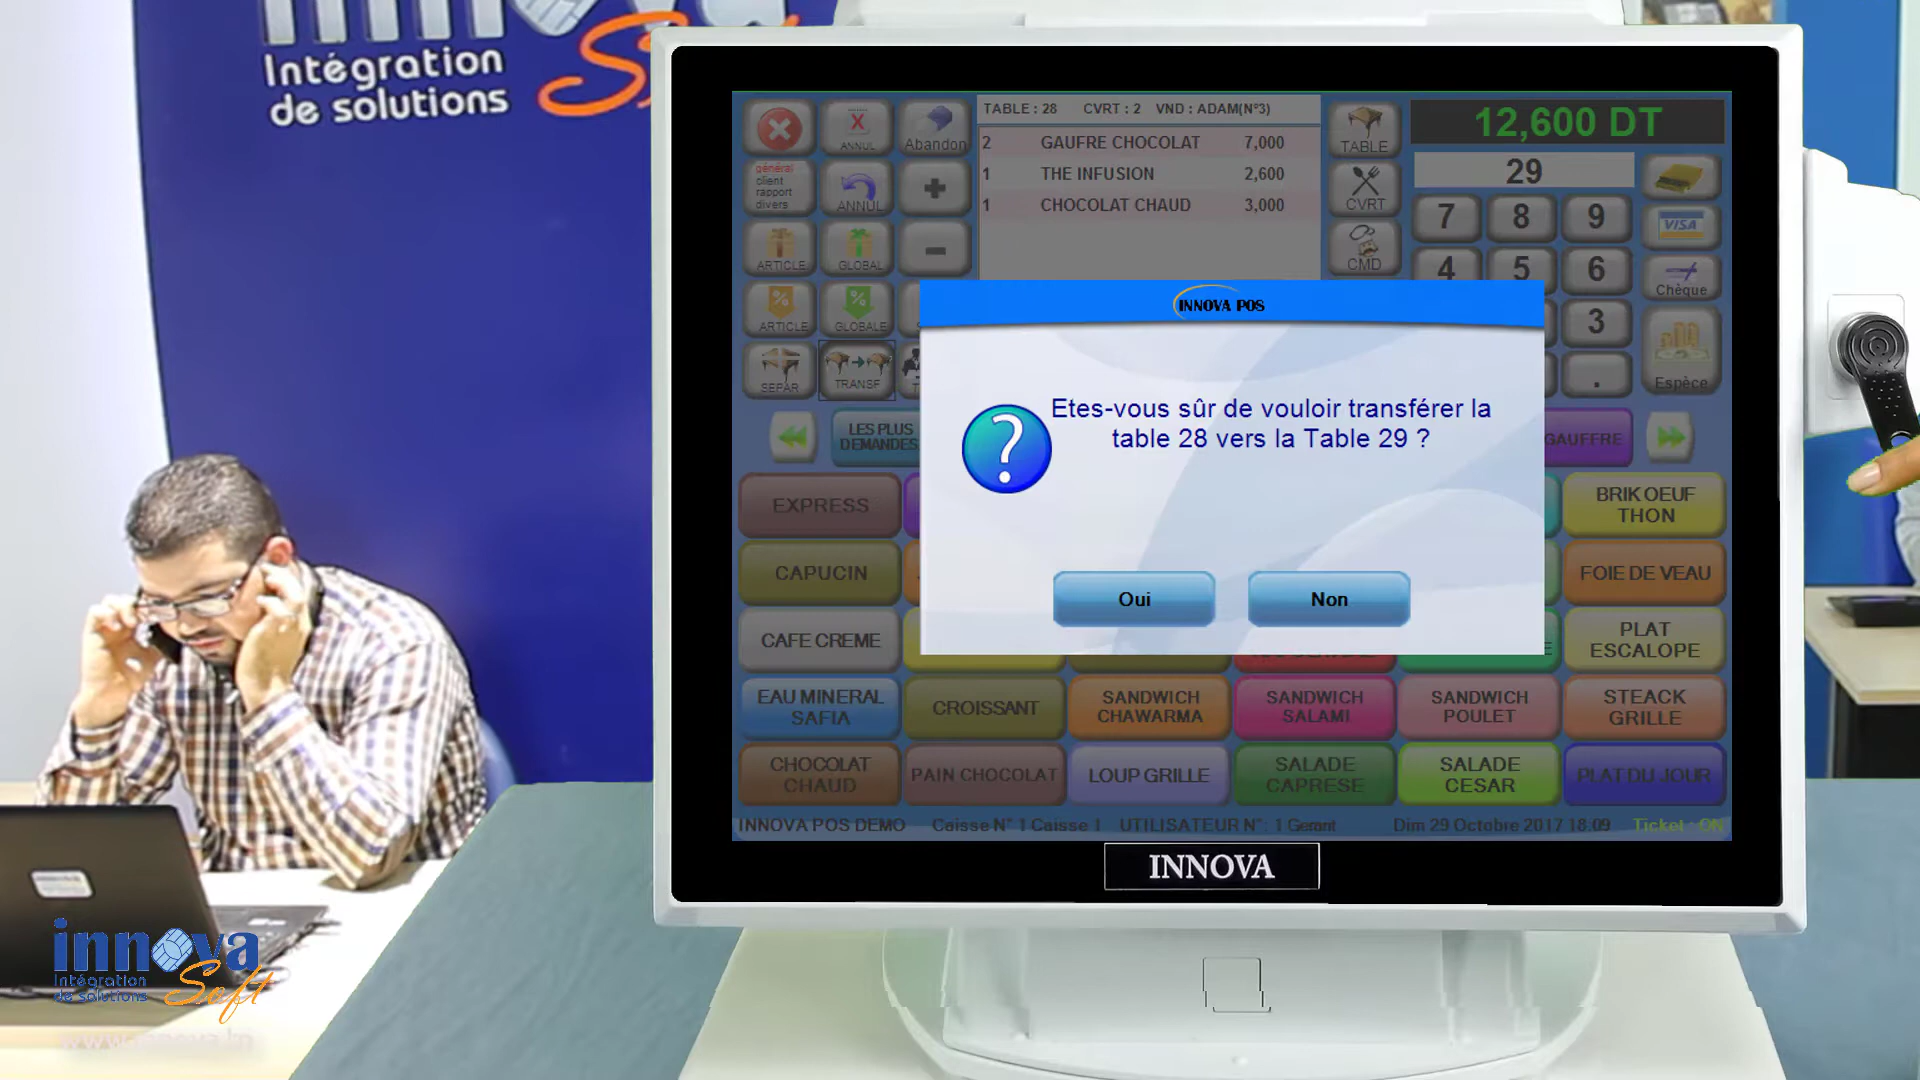 innova
Intégration
de solutions
Soft
TABLE : 28 CVRT : 2 VND : ADAM(N°3)
2 GAUFRE CHOCOLAT 7,000
1 THE INFUSION 2,600
1 CHOCOLAT CHAUD 3,000
X
ANNUL
Abandon
général
client
rapport
divers
ANNUL
ARTICLE
GLOBAL
ARTICLE
GLOBALE
SEPAR
TRANSF
TABLE
CVRT
CMD
12,600 DT
29
7 8 9
4 5 6
3
.
VISA
Chèque
Espèce
INNOVA POS
Etes-vous sûr de vouloir transférer la
table 28 vers la Table 29 ?
Oui
Non
LES PLUS
DEMANDES
GAUFFRE
EXPRESS
BRIK OEUF
THON
CAPUCIN
FOIE DE VEAU
CAFE CREME
PLAT
ESCALOPE
EAU MINERAL
SAFIA
CROISSANT
SANDWICH
CHAWARMA
SANDWICH
SALAMI
SANDWICH
POULET
STEACK
GRILLE
CHOCOLAT
CHAUD
PAIN CHOCOLAT
LOUP GRILLE
SALADE
CAPRESE
SALADE
CESAR
PLAT DU JOUR
INNOVA POS DEMO Caisse N° 1 Caisse 1 UTILISATEUR N° : 1 Gerant Dim 29 Octobre 2017 18:09 Ticket : ON
INNOVA
innova
Intégration
de solutions
Soft